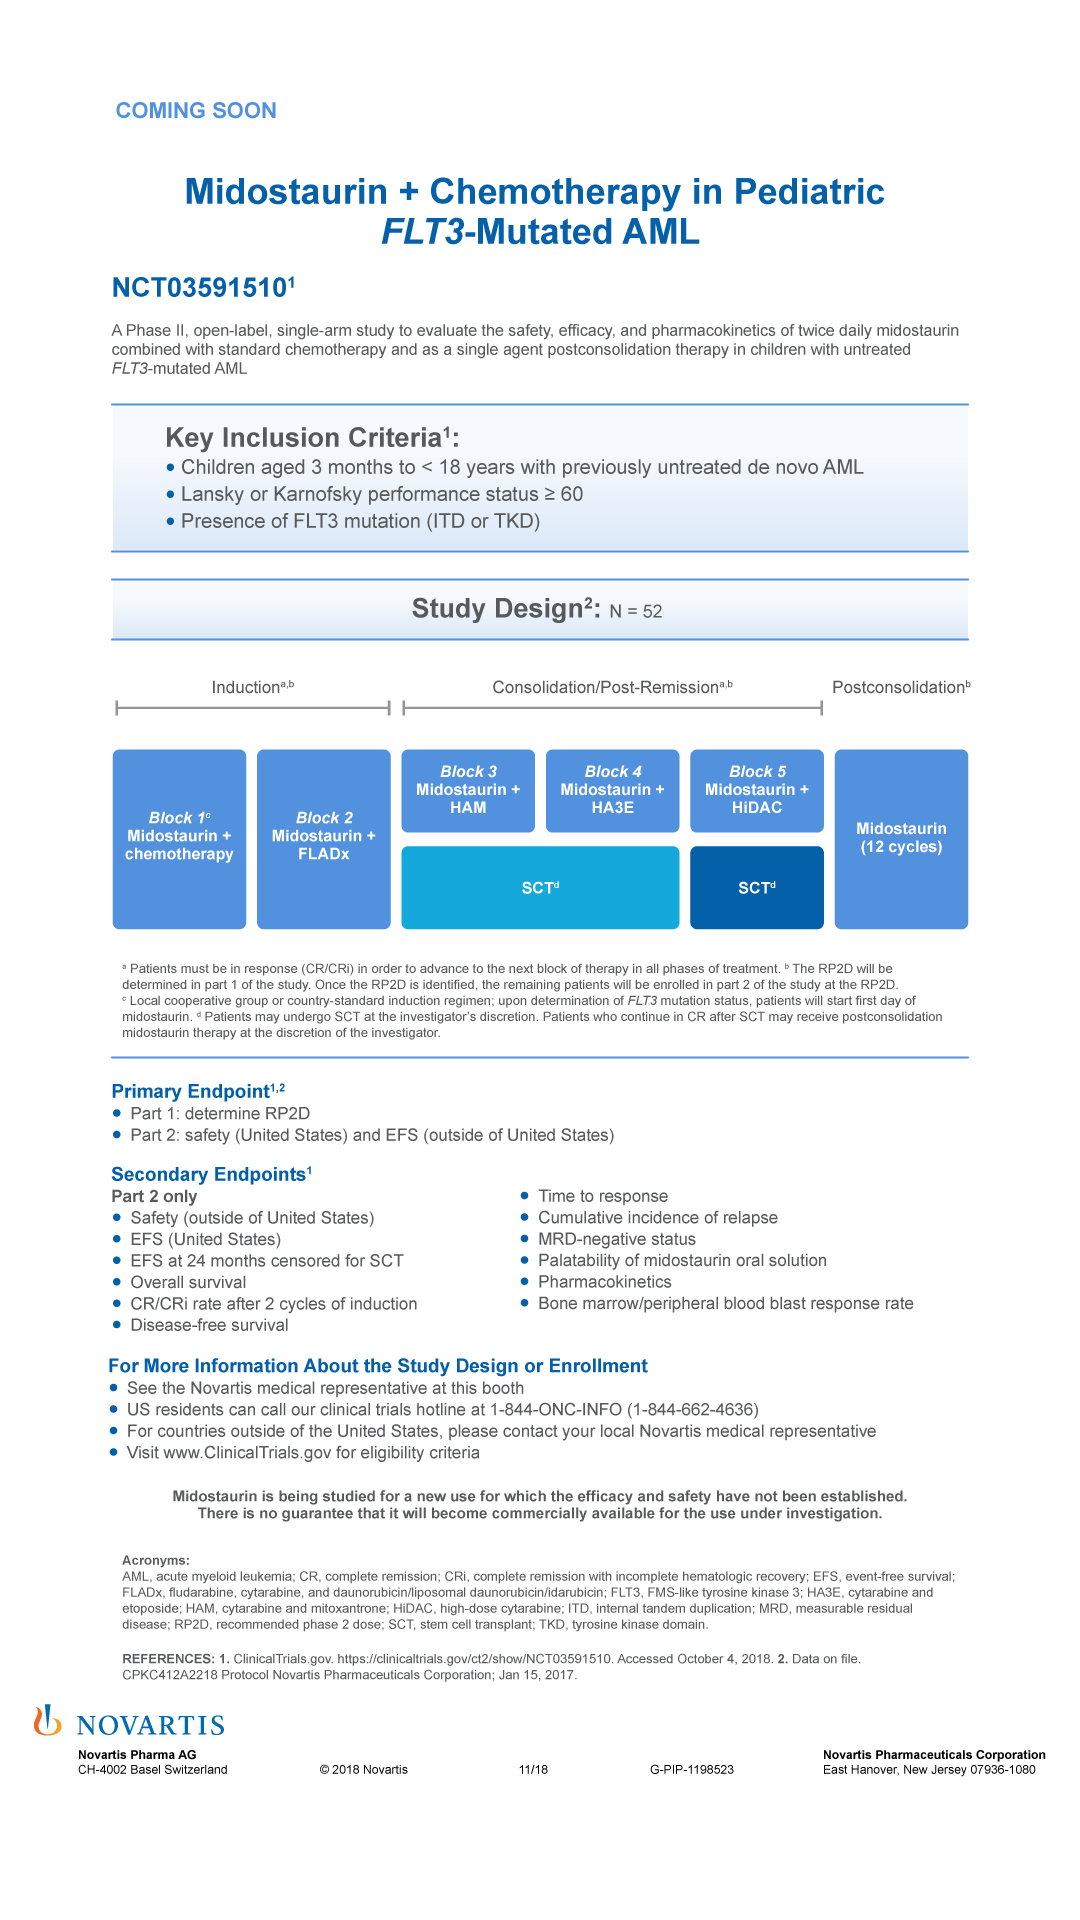 COMING SOON
Midostaurin + Chemotherapy in Pediatric
FLT3-Mutated AML
NCT03591510¹
A Phase II, open-label, single-arm study to evaluate the safety, efficacy, and pharmacokinetics of twice daily midostaurin
combined with standard chemotherapy and as a single agent postconsolidation therapy in children with untreated
FLT3-mutated AML
Key Inclusion Criteria¹:
• Children aged 3 months to < 18 years with previously untreated de novo AML
• Lansky or Karnofsky performance status ≥ 60
• Presence of FLT3 mutation (ITD or TKD)
Study Design²: N = 52
Inductionᵃ,ᵇ
Consolidation/Post-Remissionᵃ,ᵇ
Postconsolidationᵇ
Block 1ᶜ
Midostaurin +
chemotherapy
Block 2
Midostaurin +
FLADx
Block 3
Midostaurin +
HAM
Block 4
Midostaurin +
HA3E
Block 5
Midostaurin +
HiDAC
SCTᵈ
SCTᵈ
Midostaurin
(12 cycles)
ᵃ Patients must be in response (CR/CRi) in order to advance to the next block of therapy in all phases of treatment. ᵇ The RP2D will be
determined in part 1 of the study. Once the RP2D is identified, the remaining patients will be enrolled in part 2 of the study at the RP2D.
ᶜ Local cooperative group or country-standard induction regimen; upon determination of FLT3 mutation status, patients will start first day of
midostaurin. ᵈ Patients may undergo SCT at the investigator's discretion. Patients who continue in CR after SCT may receive postconsolidation
midostaurin therapy at the discretion of the investigator.
Primary Endpoint¹,²
• Part 1: determine RP2D
• Part 2: safety (United States) and EFS (outside of United States)
Secondary Endpoints¹
Part 2 only
• Safety (outside of United States)
• EFS (United States)
• EFS at 24 months censored for SCT
• Overall survival
• CR/CRi rate after 2 cycles of induction
• Disease-free survival
• Time to response
• Cumulative incidence of relapse
• MRD-negative status
• Palatability of midostaurin oral solution
• Pharmacokinetics
• Bone marrow/peripheral blood blast response rate
For More Information About the Study Design or Enrollment
• See the Novartis medical representative at this booth
• US residents can call our clinical trials hotline at 1-844-ONC-INFO (1-844-662-4636)
• For countries outside of the United States, please contact your local Novartis medical representative
• Visit www.ClinicalTrials.gov for eligibility criteria
Midostaurin is being studied for a new use for which the efficacy and safety have not been established.
There is no guarantee that it will become commercially available for the use under investigation.
Acronyms:
AML, acute myeloid leukemia; CR, complete remission; CRi, complete remission with incomplete hematologic recovery; EFS, event-free survival;
FLADx, fludarabine, cytarabine, and daunorubicin/liposomal daunorubicin/idarubicin; FLT3, FMS-like tyrosine kinase 3; HA3E, cytarabine and
etoposide; HAM, cytarabine and mitoxantrone; HiDAC, high-dose cytarabine; ITD, internal tandem duplication; MRD, measurable residual
disease; RP2D, recommended phase 2 dose; SCT, stem cell transplant; TKD, tyrosine kinase domain.
REFERENCES: 1. ClinicalTrials.gov. https://clinicaltrials.gov/ct2/show/NCT03591510. Accessed October 4, 2018. 2. Data on file.
CPKC412A2218 Protocol Novartis Pharmaceuticals Corporation; Jan 15, 2017.
NOVARTIS
Novartis Pharma AG
CH-4002 Basel Switzerland
© 2018 Novartis
11/18
G-PIP-1198523
Novartis Pharmaceuticals Corporation
East Hanover, New Jersey 07936-1080